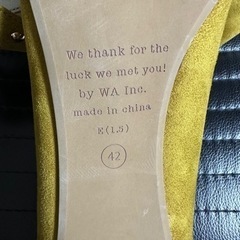 We thank for the
luck we met you!
by WA Inc.
made in china
E(1.5)
42